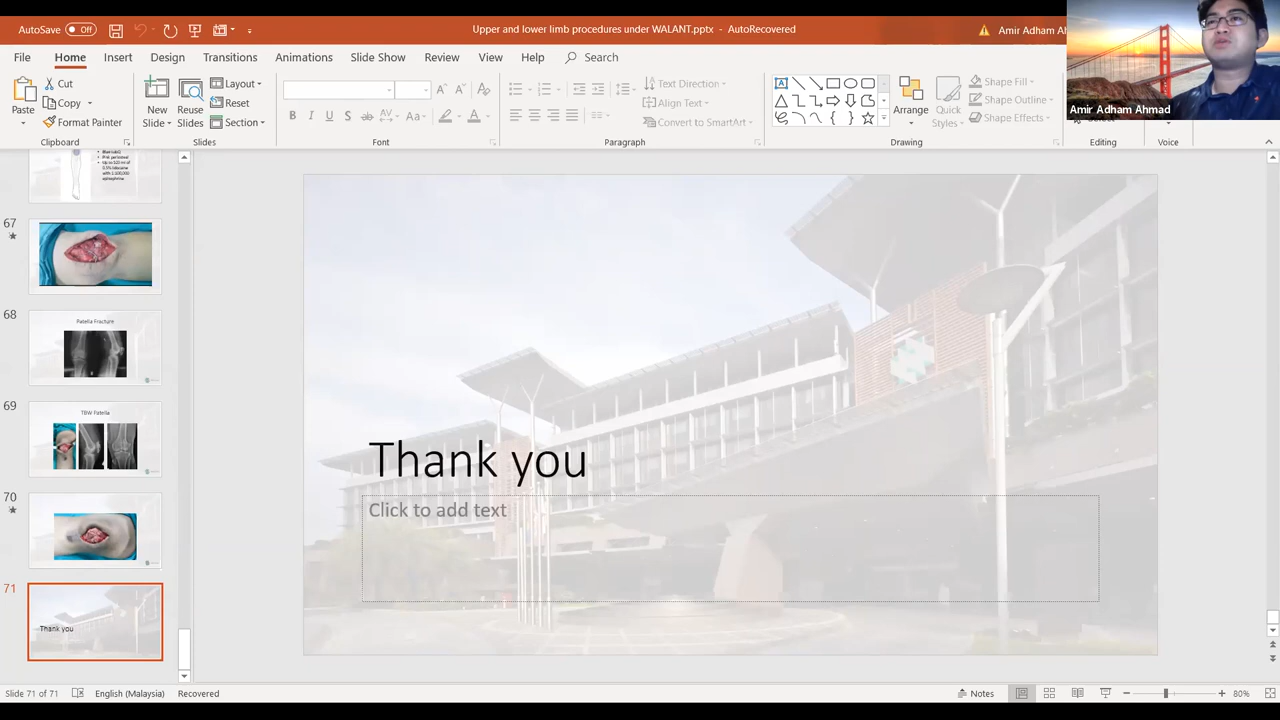 AutoSave Off
Upper and lower limb procedures under WALANT.pptx - AutoRecovered
Amir Adham Ah
File Home Insert Design Transitions Animations Slide Show Review View Help Search
Paste
Cut
Copy
Format Painter
Clipboard
New Slide
Reuse Slides
Layout
Reset
Section
Slides
I U S ab AV Aa A
Font
Text Direction
Align Text
Convert to SmartArt
Paragraph
Arrange
Quick Styles
Shape Fill
Shape Outline
Shape Effects
Drawing
Editing
Voice
Amir Adham Ahmad
67
68
Patella Fracture
69
TBW Patella
70
71
Thank you
Thank you
Click to add text
Slide 71 of 71 English (Malaysia) Recovered
Notes
80%